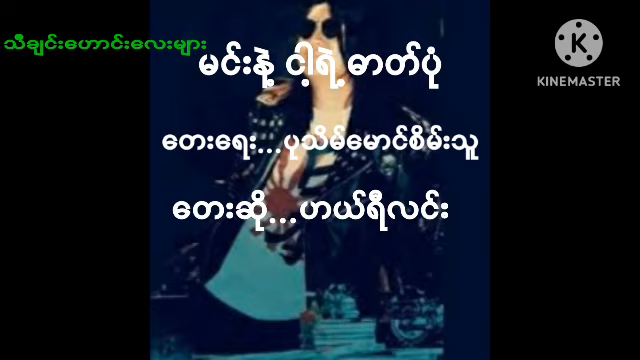 သီချင်းဟောင်းလေးများ
မင်းနဲ့ ငါ့ရဲ့ ဓာတ်ပုံ
တေးရေး...ပုသိမ်မောင်စိမ်းသူ
တေးဆို...ဟယ်ရီလင်း
K
KINEMASTER